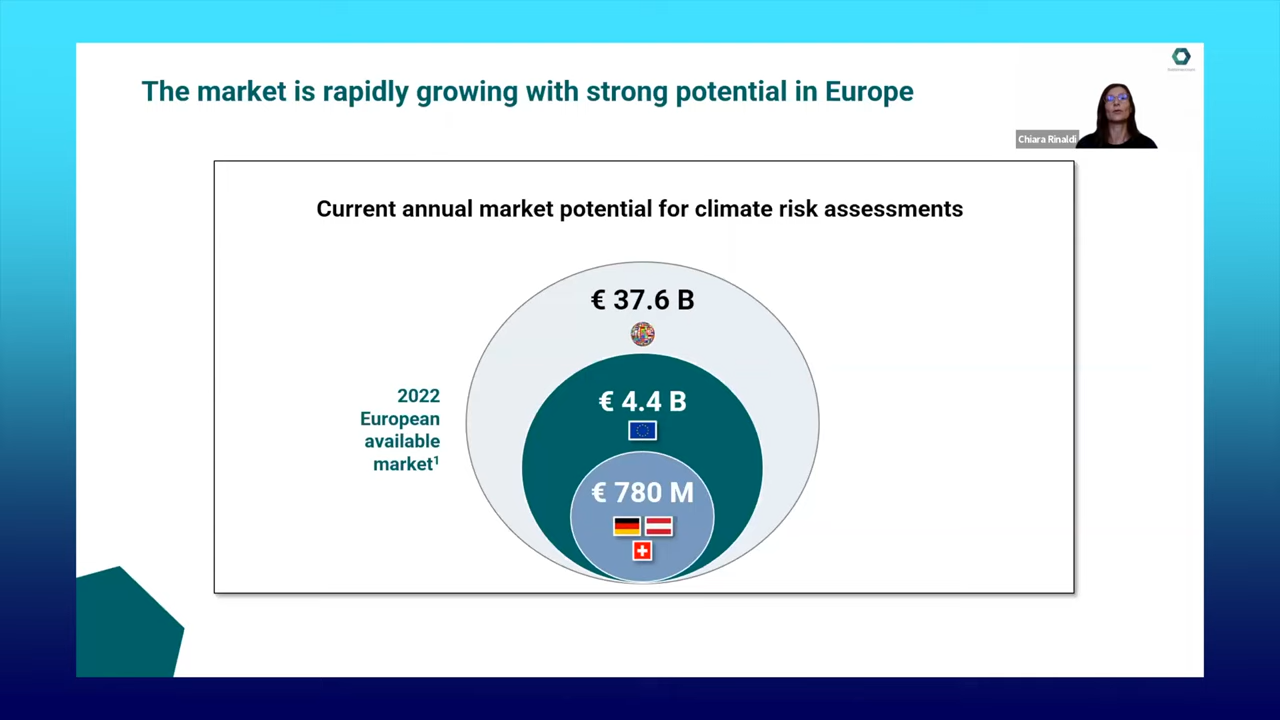 The market is rapidly growing with strong potential in Europe
Chiara Rinaldi
Current annual market potential for climate risk assessments
€ 37.6 B
2022
European
available
market¹
€ 4.4 B
€ 780 M